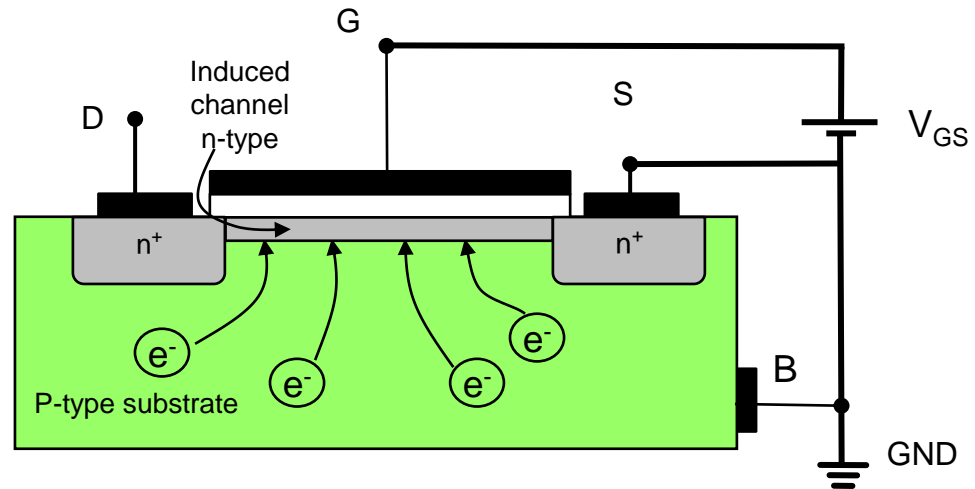 G
Induced
channel
n-type
S
D
V_GS
n⁺
n⁺
e⁻
e⁻
e⁻
e⁻
B
P-type substrate
GND